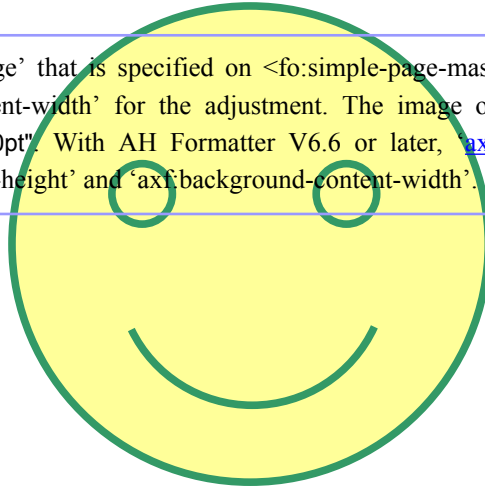 ge’ that is specified on <fo:simple-page-mas
ent-width’ for the adjustment. The image o
0pt". With AH Formatter V6.6 or later, ‘ax
-height’ and ‘axf:background-content-width’.